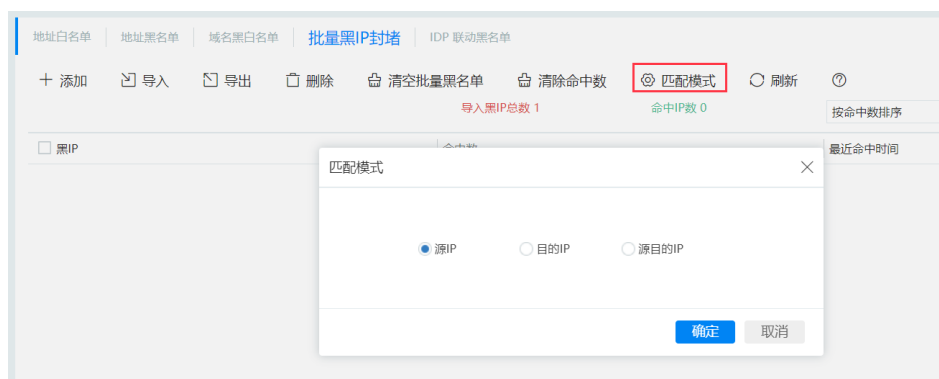 地址白名单 地址黑名单 域名黑白名单 批量黑IP封堵 IDP 联动黑名单
添加 导入 导出 删除 清空批量黑名单 清除命中数 匹配模式 刷新
导入黑IP总数 1 命中IP数 0 按命中数排序
黑IP 命中数 最近命中时间
匹配模式
源IP 目的IP 源目的IP
确定 取消